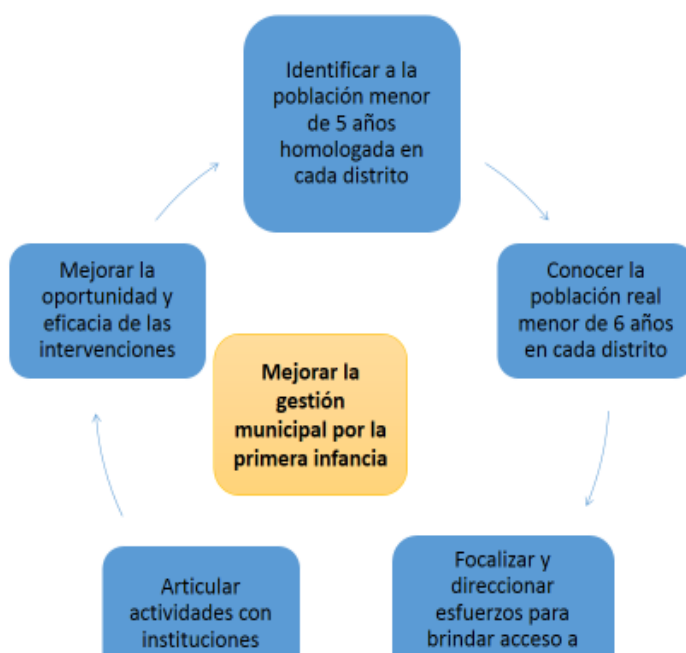 Identificar a la
población menor
de 5 años
homologada en
cada distrito
Conocer la
población real
menor de 6 años
en cada distrito
Focalizar y
direccionar
esfuerzos para
brindar acceso a
Articular
actividades con
instituciones
Mejorar la
oportunidad y
eficacia de las
intervenciones
Mejorar la
gestión
municipal por la
primera infancia